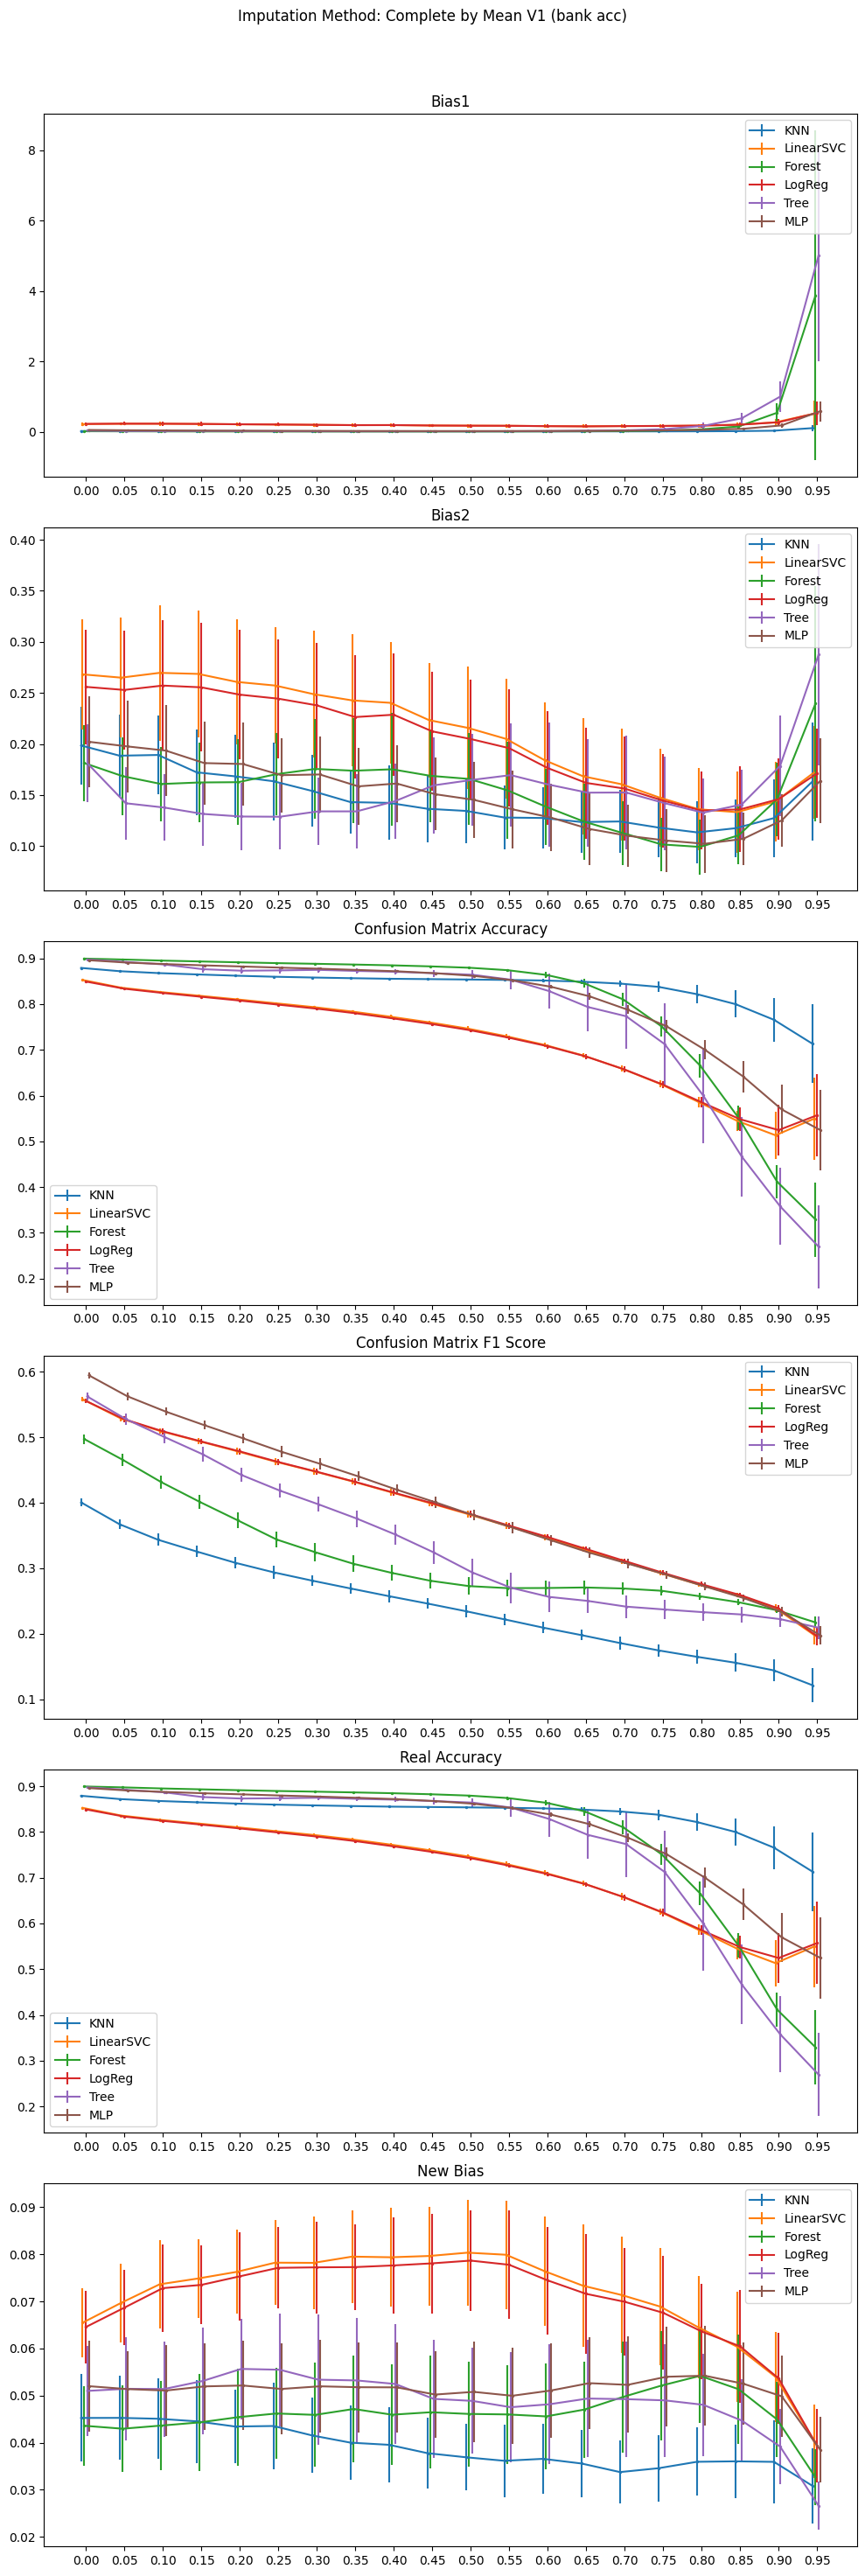 Imputation Method: Complete by Mean V1 (bank acc)
Bias1
KNN
LinearSVC
Forest
LogReg
Tree
MLP
8
6
4
2
0
0.00 0.05 0.10 0.15 0.20 0.25 0.30 0.35 0.40 0.45 0.50 0.55 0.60 0.65 0.70 0.75 0.80 0.85 0.90 0.95
Bias2
KNN
LinearSVC
Forest
LogReg
Tree
MLP
0.40
0.35
0.30
0.25
0.20
0.15
0.10
0.00 0.05 0.10 0.15 0.20 0.25 0.30 0.35 0.40 0.45 0.50 0.55 0.60 0.65 0.70 0.75 0.80 0.85 0.90 0.95
Confusion Matrix Accuracy
0.9
0.8
0.7
0.6
0.5
0.4
0.3
0.2
KNN
LinearSVC
Forest
LogReg
Tree
MLP
0.00 0.05 0.10 0.15 0.20 0.25 0.30 0.35 0.40 0.45 0.50 0.55 0.60 0.65 0.70 0.75 0.80 0.85 0.90 0.95
Confusion Matrix F1 Score
KNN
LinearSVC
Forest
LogReg
Tree
MLP
0.6
0.5
0.4
0.3
0.2
0.1
0.00 0.05 0.10 0.15 0.20 0.25 0.30 0.35 0.40 0.45 0.50 0.55 0.60 0.65 0.70 0.75 0.80 0.85 0.90 0.95
Real Accuracy
0.9
0.8
0.7
0.6
0.5
0.4
0.3
0.2
KNN
LinearSVC
Forest
LogReg
Tree
MLP
0.00 0.05 0.10 0.15 0.20 0.25 0.30 0.35 0.40 0.45 0.50 0.55 0.60 0.65 0.70 0.75 0.80 0.85 0.90 0.95
New Bias
KNN
LinearSVC
Forest
LogReg
Tree
MLP
0.09
0.08
0.07
0.06
0.05
0.04
0.03
0.02
0.00 0.05 0.10 0.15 0.20 0.25 0.30 0.35 0.40 0.45 0.50 0.55 0.60 0.65 0.70 0.75 0.80 0.85 0.90 0.95